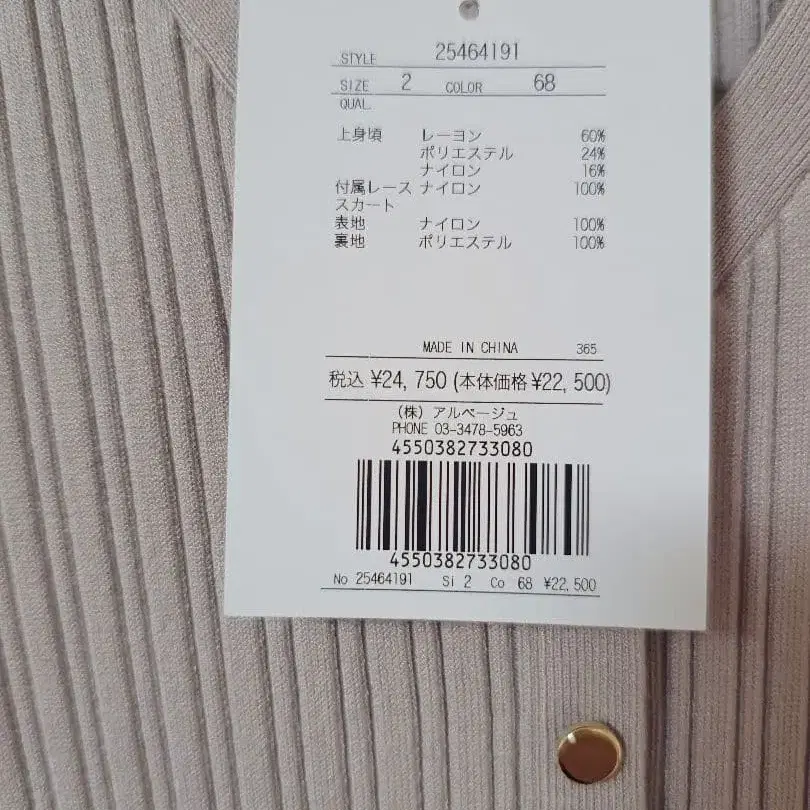 STYLE 25464191
SIZE 2 COLOR 68
QUAL.
上身頃 レーヨン 60%
ポリエステル 24%
ナイロン 16%
付属レース ナイロン 100%
スカート
表地 ナイロン 100%
裏地 ポリエステル 100%
MADE IN CHINA 365
税込 ¥24,750 (本体価格¥22,500)
(株) アルページュ
PHONE 03-3478-5963
4550382733080
4550382733080
No 25464191 Si 2 Co 68 ¥22,500